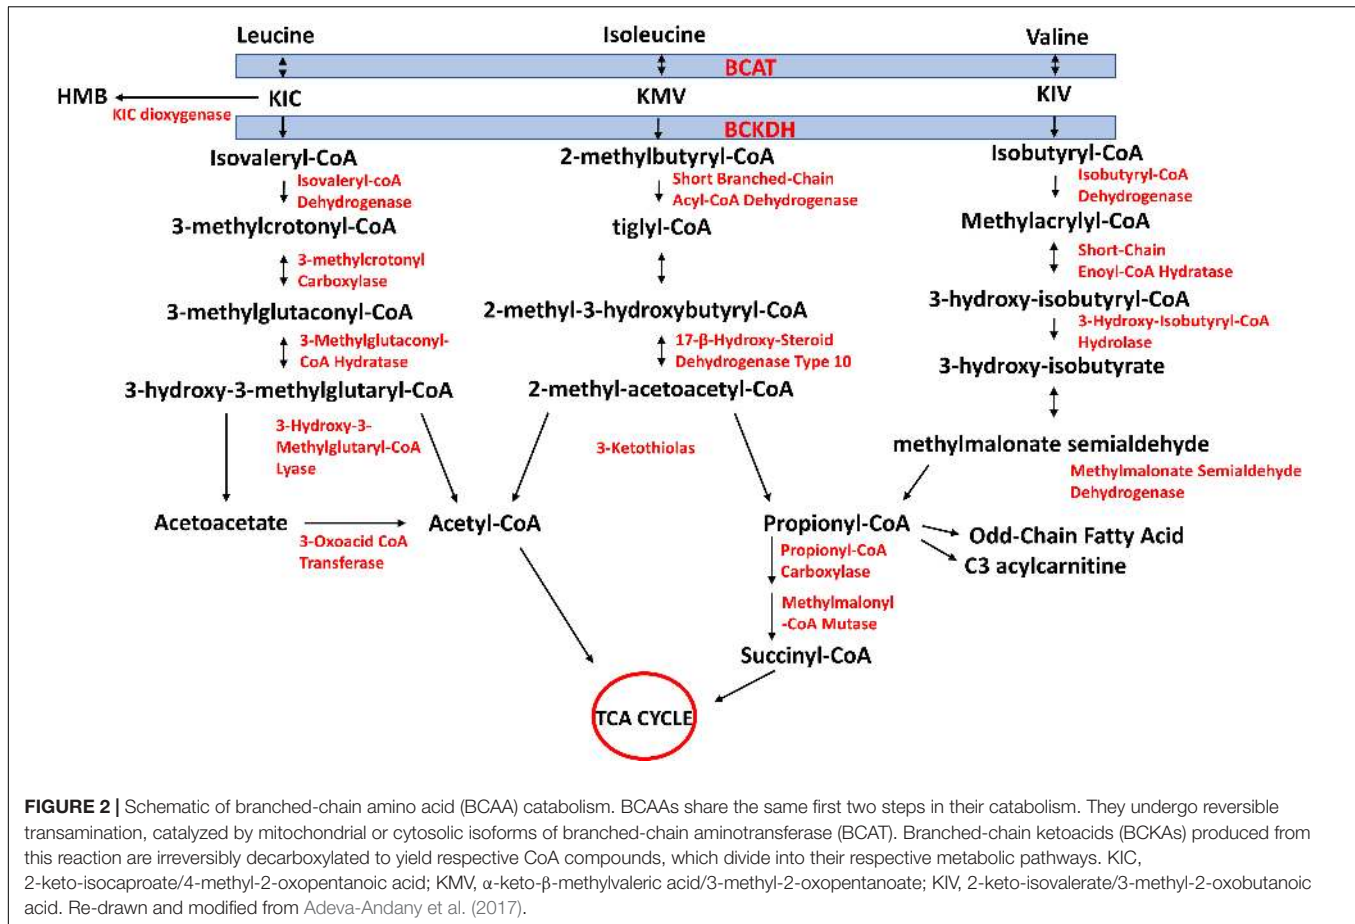 Leucine
Isoleucine
Valine
BCAT
HMB
KIC
KMV
KIV
KIC dioxygenase
BCKDH
Isovaleryl-CoA
2-methylbutyryl-CoA
Isobutyryl-CoA
Isovaleryl-coA
Dehydrogenase
Short Branched-Chain
Acyl-CoA Dehydrogenase
Isobutyryl-CoA
Dehydrogenase
3-methylcrotonyl-CoA
tiglyl-CoA
Methylacrylyl-CoA
3-methylcrotonyl
Carboxylase
Short-Chain
Enoyl-CoA Hydratase
3-methylglutaconyl-CoA
2-methyl-3-hydroxybutyryl-CoA
3-hydroxy-isobutyryl-CoA
3-Methylglutaconyl-
CoA Hydratase
17-β-Hydroxy-Steroid
Dehydrogenase Type 10
3-Hydroxy-Isobutyryl-CoA
Hydrolase
3-hydroxy-isobutyrate
3-hydroxy-3-methylglutaryl-CoA
2-methyl-acetoacetyl-CoA
3-Hydroxy-3-
Methylglutaryl-CoA
Lyase
3-Ketothiolas
methylmalonate semialdehyde
Methylmalonate Semialdehyde
Dehydrogenase
Acetoacetate
Acetyl-CoA
Propionyl-CoA
Odd-Chain Fatty Acid
C3 acylcarnitine
3-Oxoacid CoA
Transferase
Propionyl-CoA
Carboxylase
Methylmalonyl
-CoA Mutase
Succinyl-CoA
TCA CYCLE
FIGURE 2 | Schematic of branched-chain amino acid (BCAA) catabolism. BCAAs share the same first two steps in their catabolism. They undergo reversible
transamination, catalyzed by mitochondrial or cytosolic isoforms of branched-chain aminotransferase (BCAT). Branched-chain ketoacids (BCKAs) produced from
this reaction are irreversibly decarboxylated to yield respective CoA compounds, which divide into their respective metabolic pathways. KIC,
2-keto-isocaproate/4-methyl-2-oxopentanoic acid; KMV, α-keto-β-methylvaleric acid/3-methyl-2-oxopentanoate; KIV, 2-keto-isovalerate/3-methyl-2-oxobutanoic
acid. Re-drawn and modified from Adeva-Andany et al. (2017).